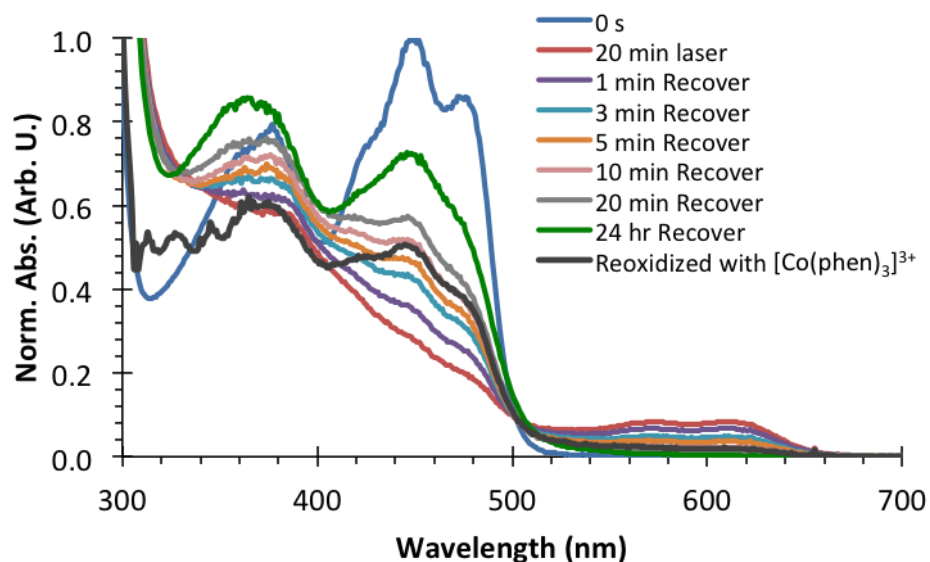 0 s
20 min laser
1 min Recover
3 min Recover
5 min Recover
10 min Recover
20 min Recover
24 hr Recover
Reoxidized with [Co(phen)₃]³⁺
Norm. Abs. (Arb. U.)
1.0
0.8
0.6
0.4
0.2
0.0
300
400
500
600
700
Wavelength (nm)